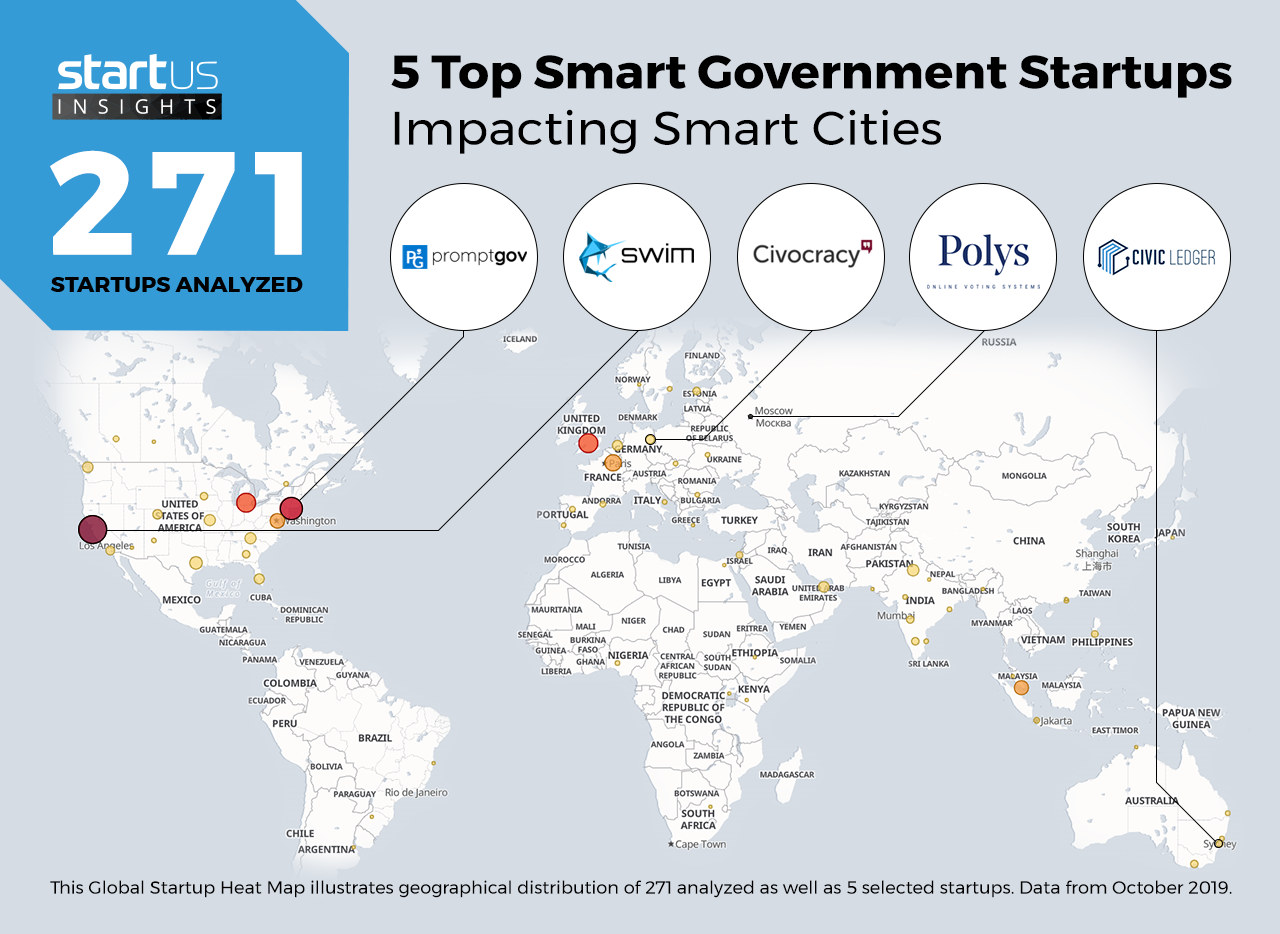 startus
INSIGHTS
271
STARTUPS ANALYZED
5 Top Smart Government Startups
Impacting Smart Cities
PG promptgov
swim
Civocracy
Polys
ONLINE VOTING SYSTEMS
CIVIC LEDGER
ICELAND
RUSSIA
FINLAND
NORWAY
ESTONIA
LATVIA
Moscow
Москва
UNITED
KINGDOM
DENMARK
REPUBLIC
OF BELARUS
GERMANY
Paris
UKRAINE
FRANCE
AUSTRIA
ROMANIA
KAZAKHSTAN
MONGOLIA
ANDORRA
ITALY
BULGARIA
PORTUGAL
GREECE
TURKEY
KYRGYZSTAN
TAJIKISTAN
UNITED
STATES OF
AMERICA
Washington
Los Angeles
CHINA
SOUTH
KOREA
JAPAN
Shanghai
上海市
TUNISIA
MOROCCO
ALGERIA
LIBYA
EGYPT
ISRAEL
IRAQ
IRAN
AFGHANISTAN
PAKISTAN
NEPAL
SAUDI
ARABIA
UNITED ARAB
EMIRATES
BANGLADESH
INDIA
Mumbai
TAIWAN
Gulf of
Mexico
MEXICO
CUBA
DOMINICAN
REPUBLIC
GUATEMALA
NICARAGUA
PANAMA
VENEZUELA
GUYANA
COLOMBIA
ECUADOR
PERU
BRAZIL
BOLIVIA
PARAGUAY
Rio de Janeiro
CHILE
ARGENTINA
MAURITANIA
MALI
NIGER
CHAD
SUDAN
ERITREA
YEMEN
SENEGAL
GUINEA
BURKINA
FASO
GHANA
NIGERIA
LIBERIA
CENTRAL
AFRICAN
REPUBLIC
SOUTH
SUDAN
ETHIOPIA
SOMALIA
DEMOCRATIC
REPUBLIC OF
THE CONGO
KENYA
ANGOLA
ZAMBIA
MADAGASCAR
BOTSWANA
SOUTH
AFRICA
Cape Town
MYANMAR
LAOS
VIETNAM
PHILIPPINES
SRI LANKA
MALAYSIA
MALAYSIA
Jakarta
EAST TIMOR
PAPUA NEW
GUINEA
AUSTRALIA
Sydney
This Global Startup Heat Map illustrates geographical distribution of 271 analyzed as well as 5 selected startups. Data from October 2019.